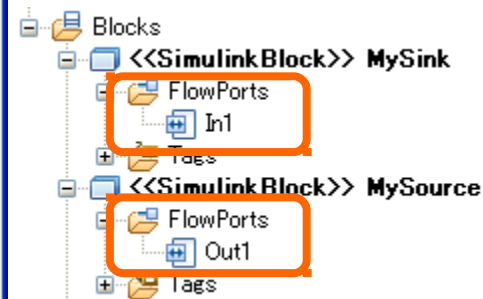 Blocks
<<SimulinkBlock>> MySink
FlowPorts
In1
Tags
<<SimulinkBlock>> MySource
FlowPorts
Out1
Tags